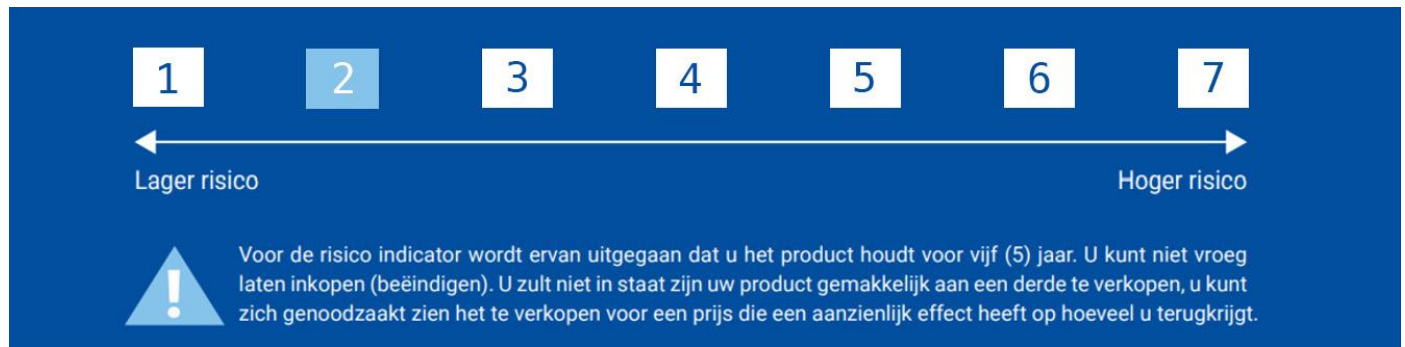 1 2 3 4 5 6 7
Lager risico Hoger risico
Voor de risico indicator wordt ervan uitgegaan dat u het product houdt voor vijf (5) jaar. U kunt niet vroeg
laten inkopen (beëindigen). U zult niet in staat zijn uw product gemakkelijk aan een derde te verkopen, u kunt
zich genoodzaakt zien het te verkopen voor een prijs die een aanzienlijk effect heeft op hoeveel u terugkrijgt.